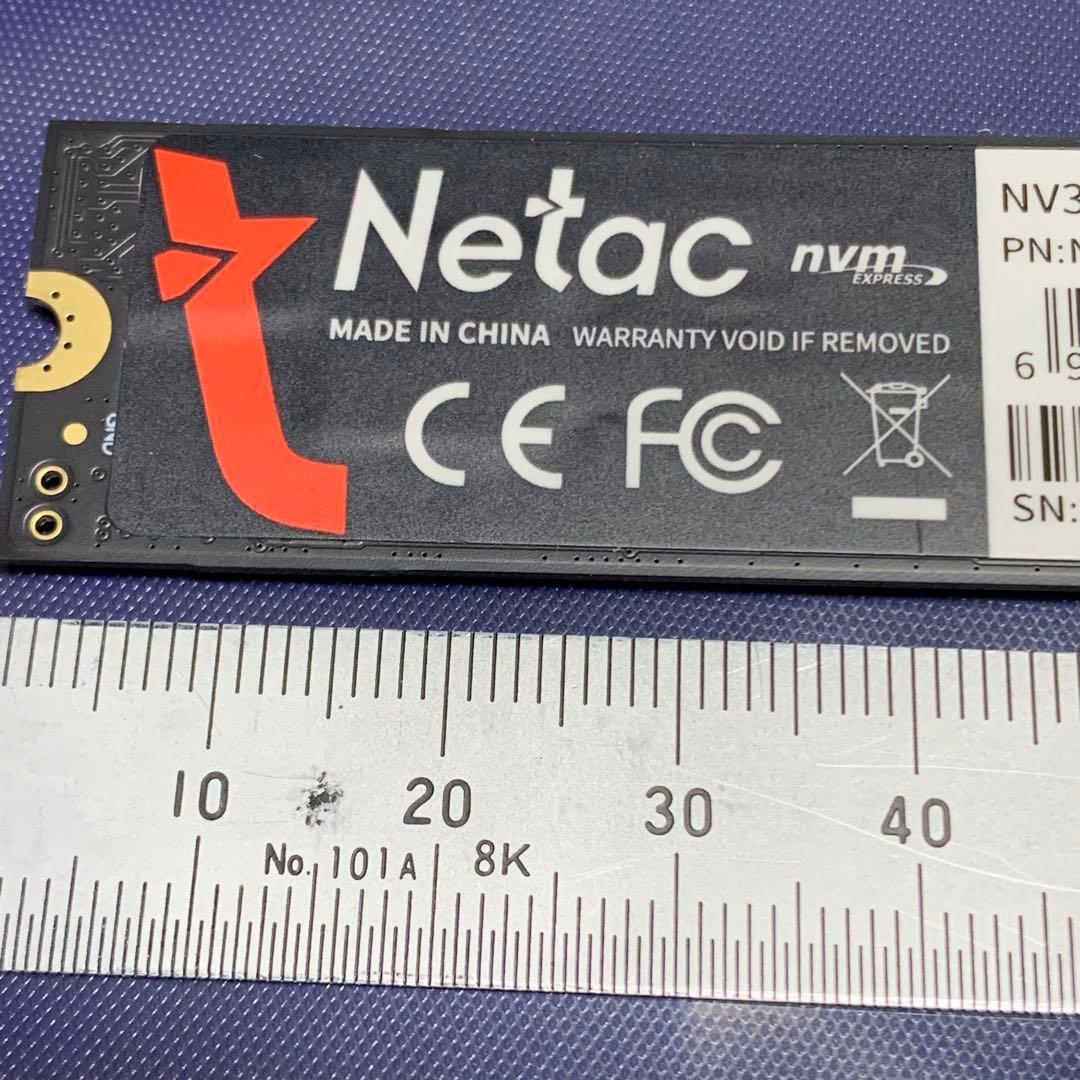 Netac nvm EXPRESS
MADE IN CHINA WARRANTY VOID IF REMOVED
CE FC
GND
NV3
PN:N
6 9
SN:
10 20 30 40
No. 101A 8K